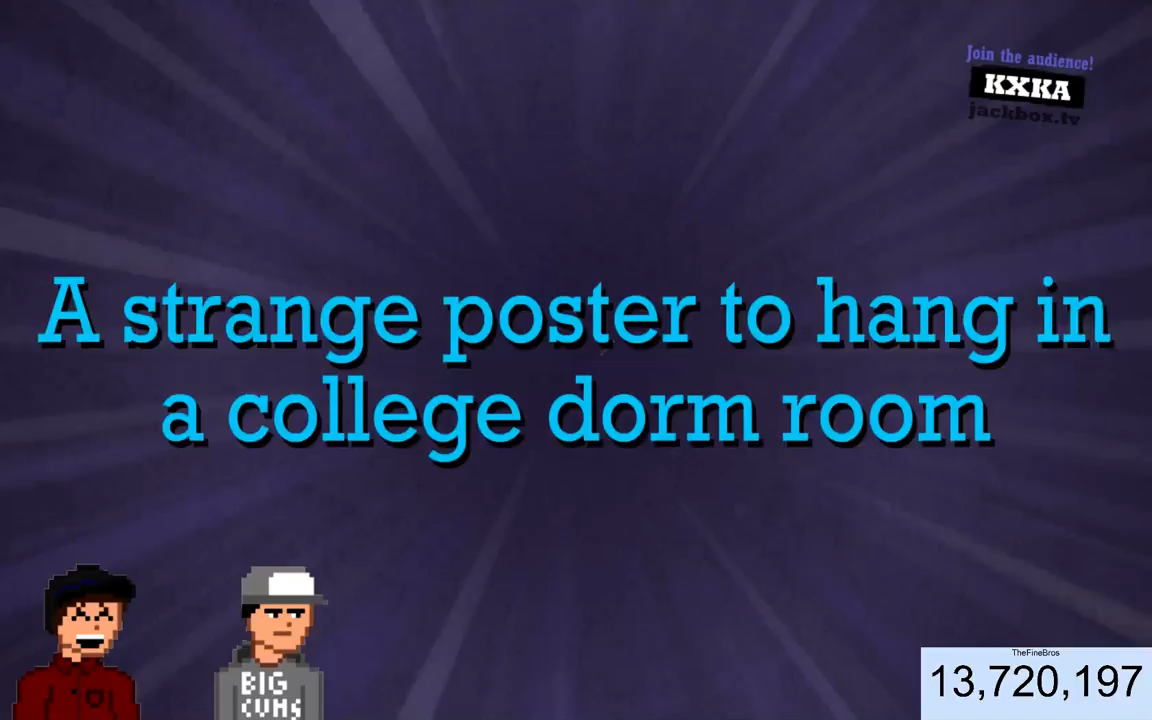 Join the audience!
KXKA
jackbox.tv
A strange poster to hang in
a college dorm room
BIG
CUMS
TheFineBros
13,720,197